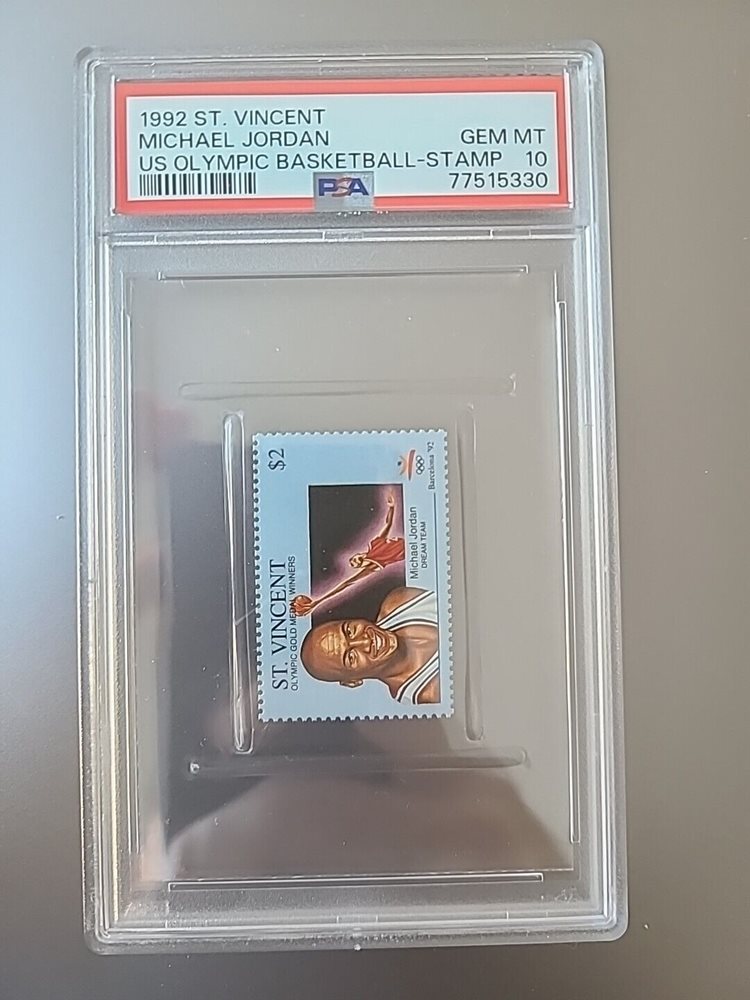 1992 ST. VINCENT
MICHAEL JORDAN GEM MT
US OLYMPIC BASKETBALL-STAMP 10
PSA 77515330
$2
ST. VINCENT
OLYMPIC GOLD MEDAL WINNERS
Michael Jordan
DREAM TEAM
Barcelona '92